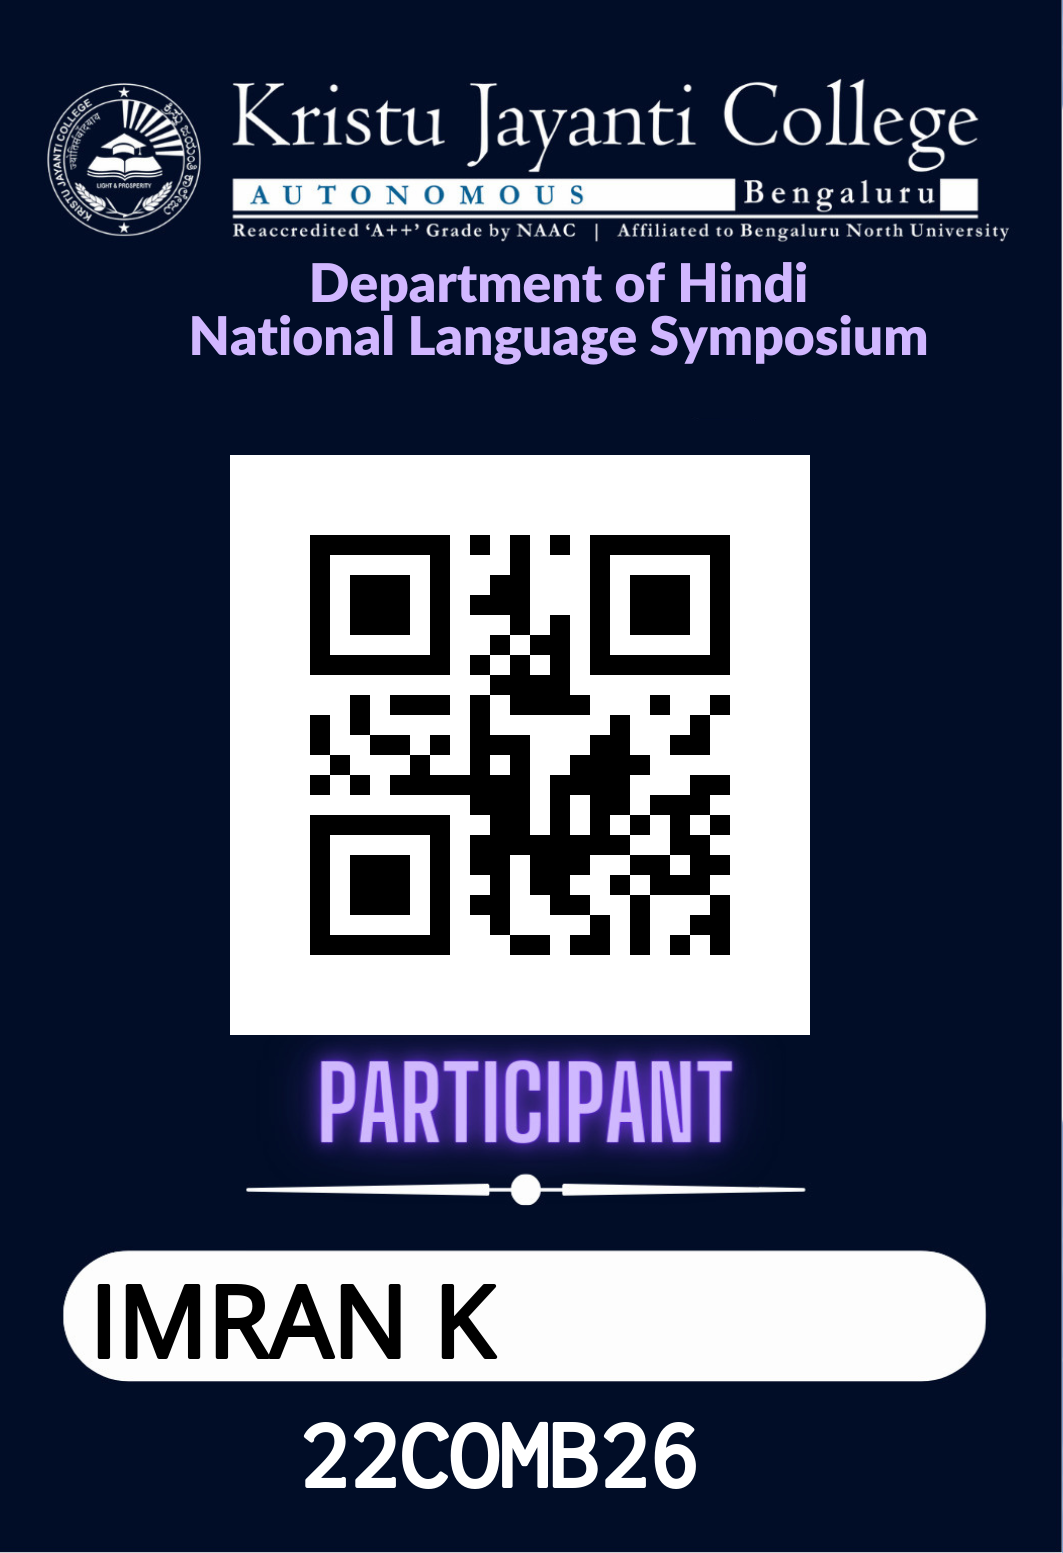 Kristu Jayanti College
AUTONOMOUS Bengaluru
Reaccredited ‘A++’ Grade by NAAC | Affiliated to Bengaluru North University
KRISTU JAYANTI COLLEGE
LIGHT & PROSPERITY
Department of Hindi
National Language Symposium
PARTICIPANT
IMRAN K
22COMB26